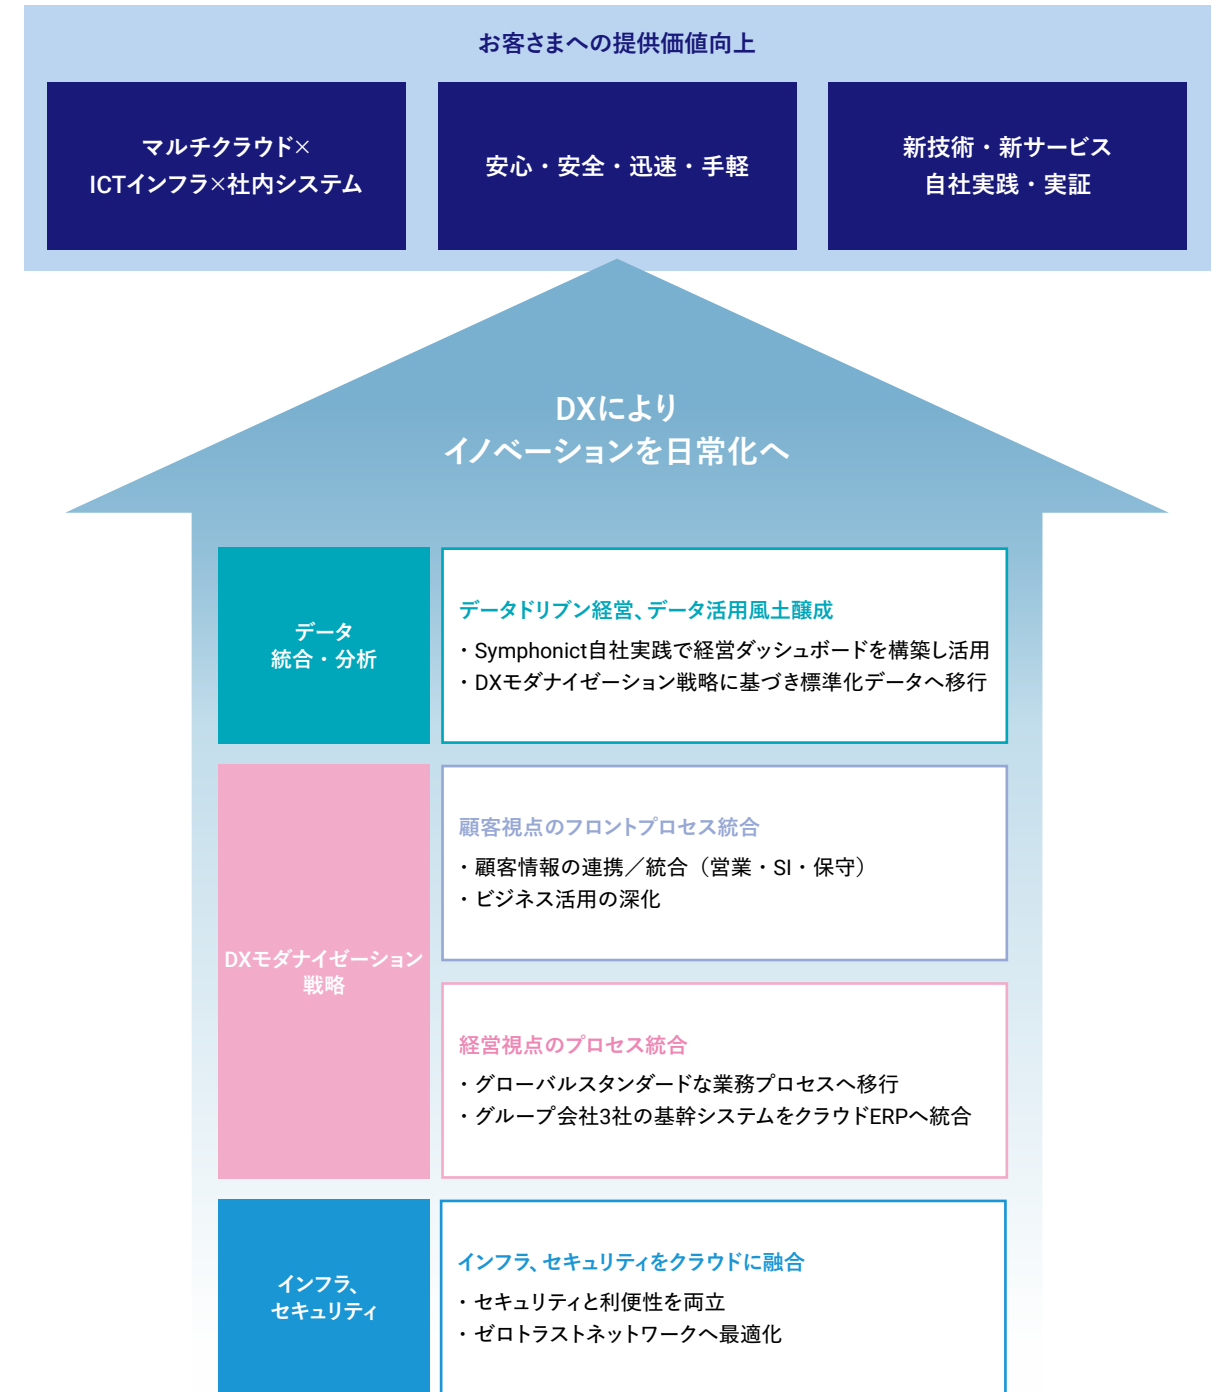 お客さまへの提供価値向上
マルチクラウド×
ICTインフラ×社内システム
安心・安全・迅速・手軽
新技術・新サービス
自社実践・実証
DXにより
イノベーションを日常化へ
データ
統合・分析
データドリブン経営、データ活用風土醸成
・Symphonict自社実践で経営ダッシュボードを構築し活用
・DXモダナイゼーション戦略に基づき標準化データへ移行
DXモダナイゼーション
戦略
顧客視点のフロントプロセス統合
・顧客情報の連携／統合（営業・SI・保守）
・ビジネス活用の深化
経営視点のプロセス統合
・グローバルスタンダードな業務プロセスへ移行
・グループ会社3社の基幹システムをクラウドERPへ統合
インフラ、
セキュリティ
インフラ、セキュリティをクラウドに融合
・セキュリティと利便性を両立
・ゼロトラストネットワークへ最適化